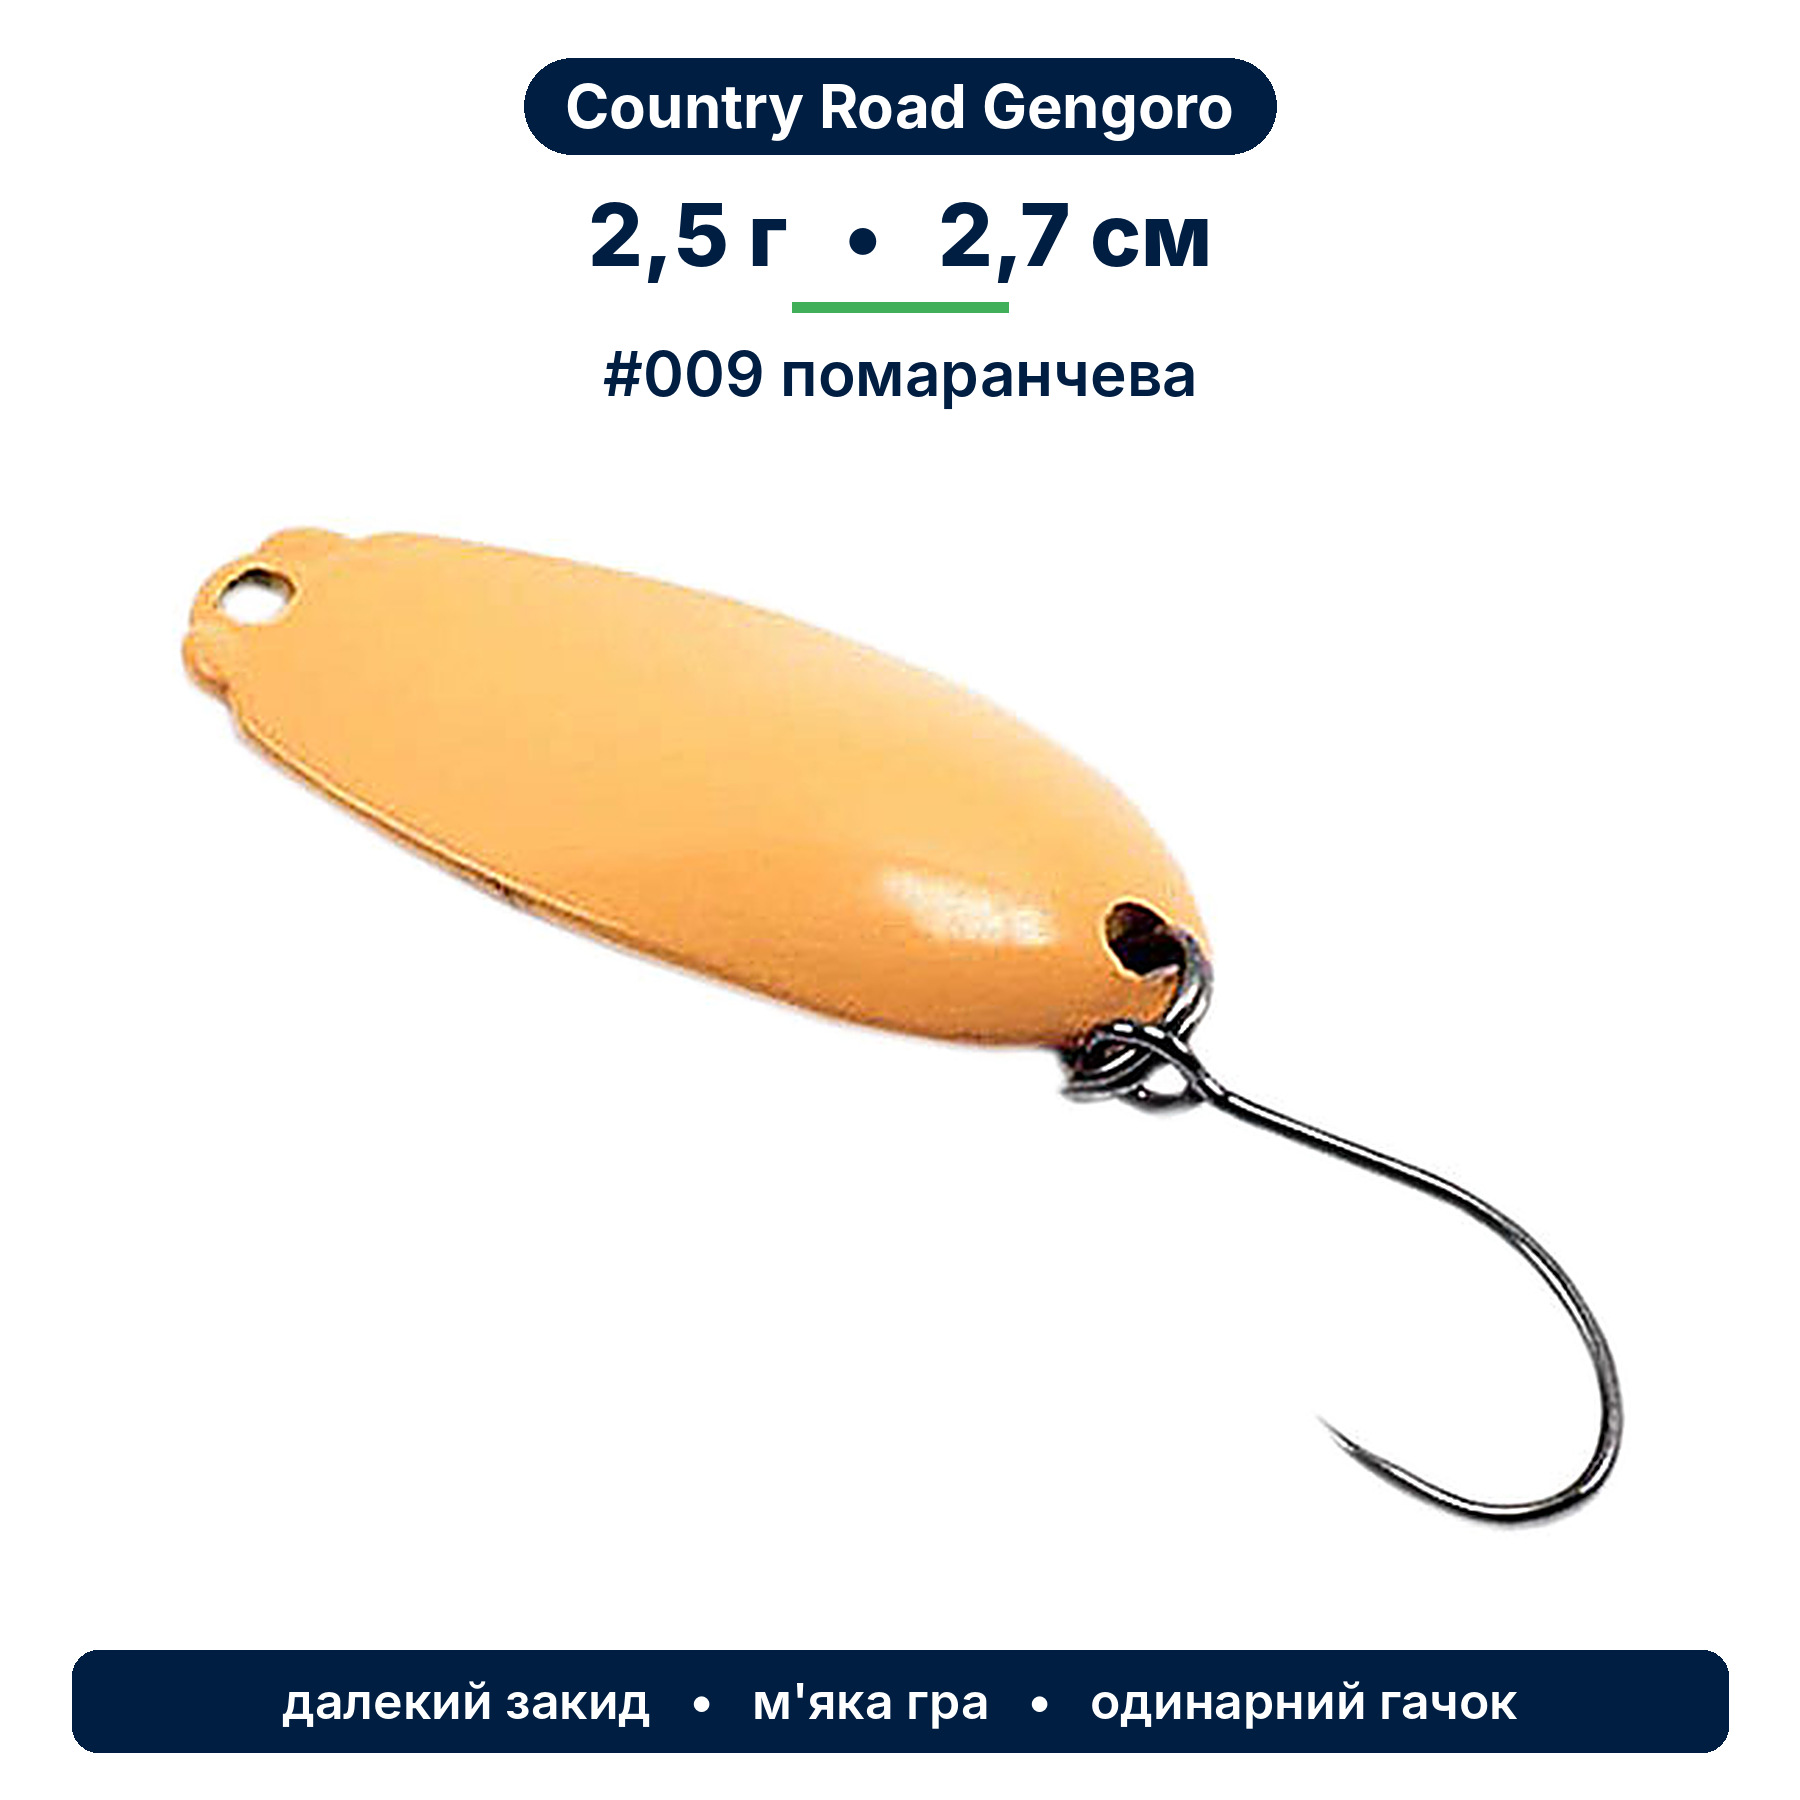 Country Road Gengoro
2,5 г • 2,7 см
#009 помаранчева
далекий закид • м'яка гра • одинарний гачок